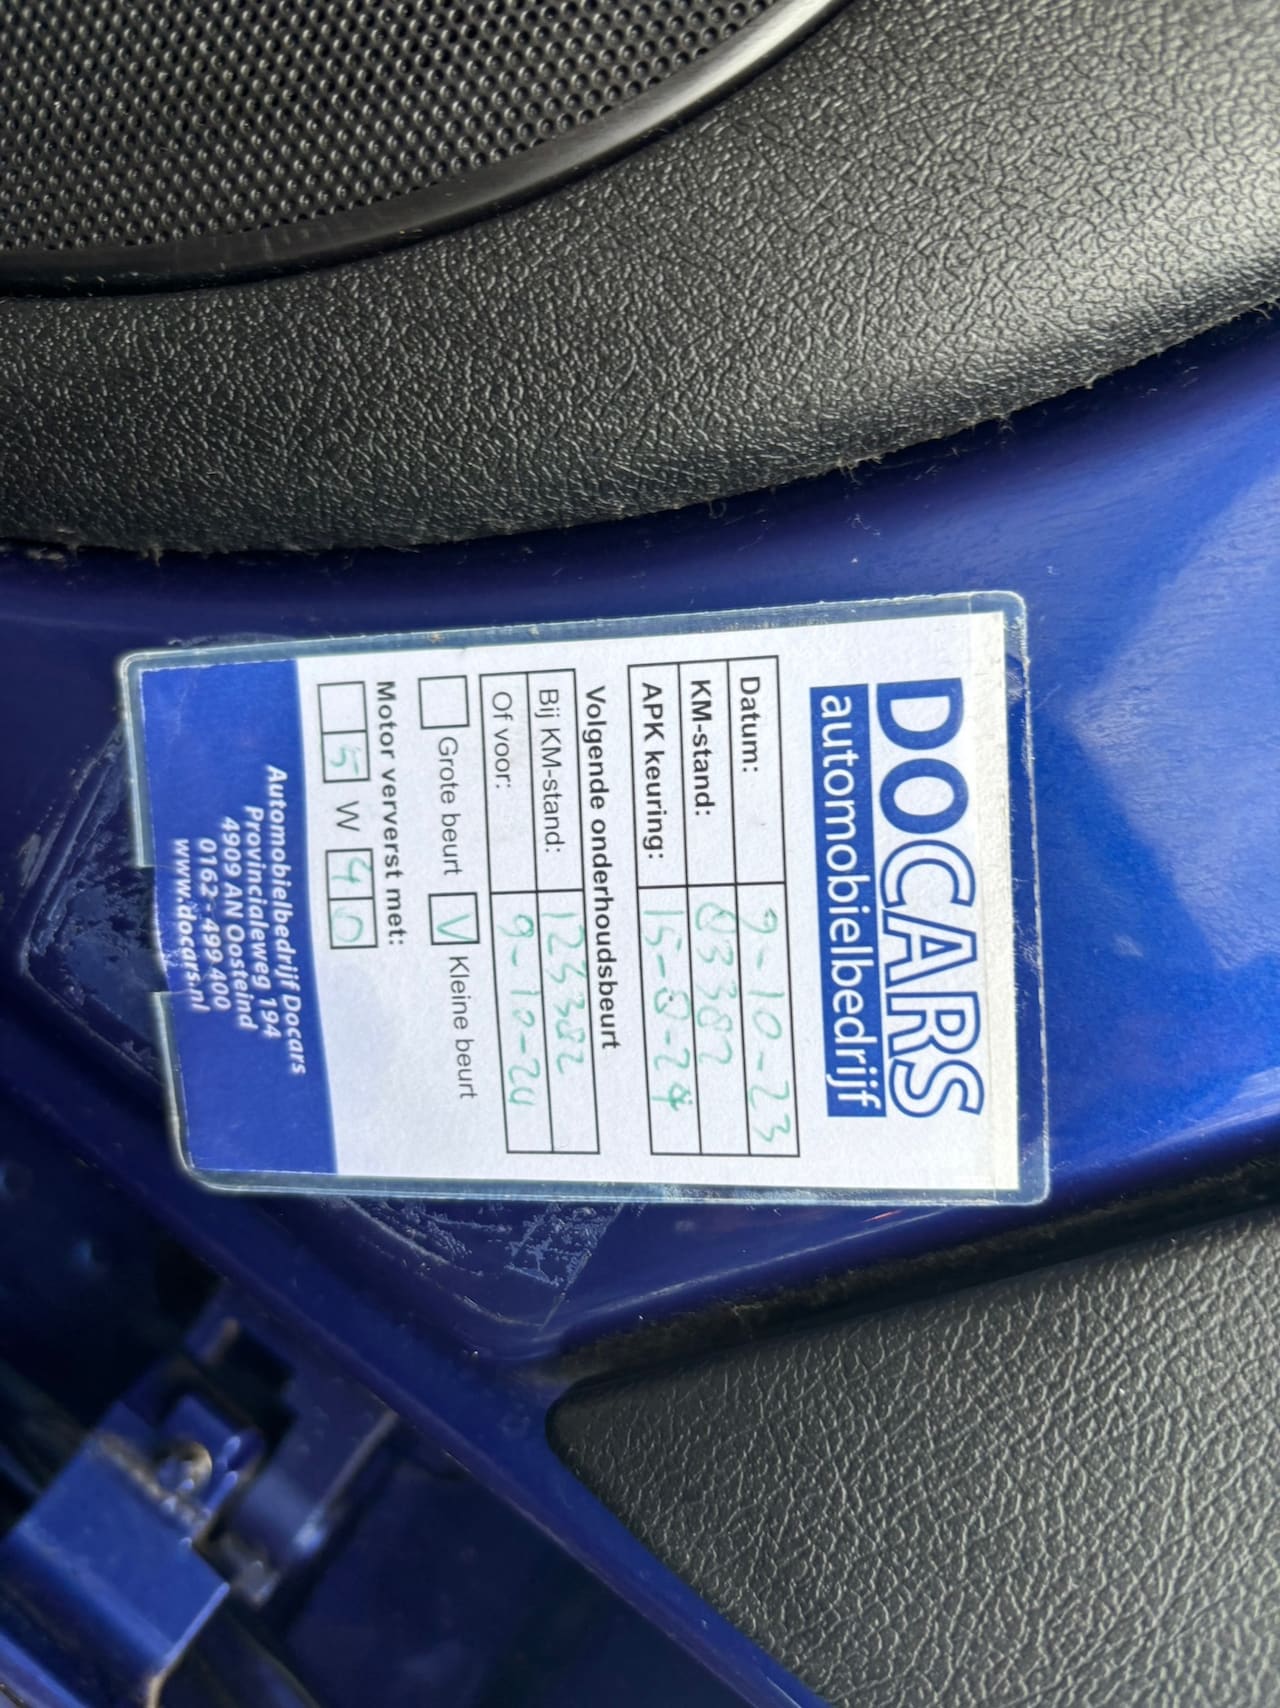 DOCARS
automobielbedrijf
Datum: 9-10-23
KM-stand: 83382
APK keuring: 15-8-24
Volgende onderhoudsbeurt
Bij KM-stand: 123382
Of voor: 9-10-24
Grote beurt V Kleine beurt
Motor ververst met:
5 W 40
Automobielbedrijf Docars
Provincialeweg 194
4909 AN Oosteind
0162 - 499 400
www.docars.nl